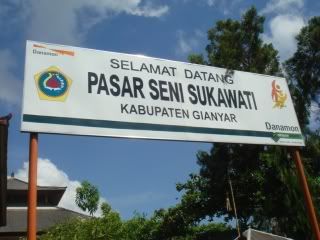 Danamon
SELAMAT DATANG
PASAR SENI SUKAWATI
KABUPATEN GIANYAR
Danamon